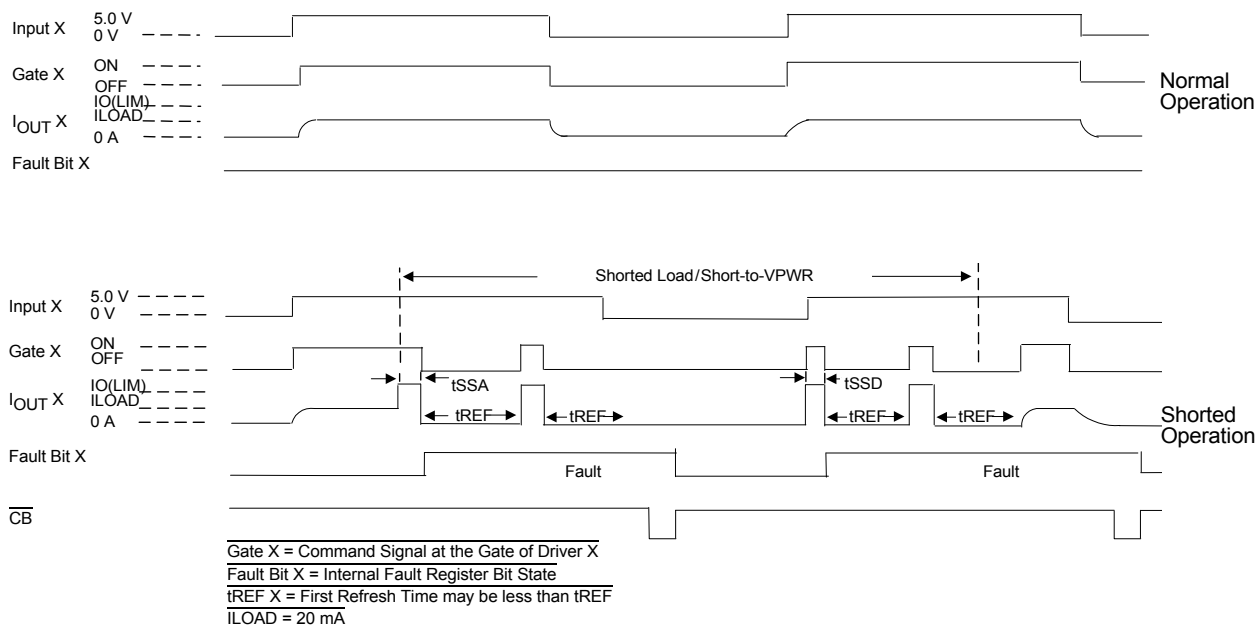 Input X 5.0 V
0 V
Gate X ON
OFF
IO(LIM)
IOUT X ILOAD
0 A
Fault Bit X
Normal
Operation
Shorted Load/Short-to-VPWR
Input X 5.0 V
0 V
Gate X ON
OFF
IO(LIM)
IOUT X ILOAD
0 A
tSSA
tSSD
tREF
tREF
tREF
tREF
Shorted
Operation
Fault Bit X
Fault
Fault
CB
Gate X = Command Signal at the Gate of Driver X
Fault Bit X = Internal Fault Register Bit State
tREF X = First Refresh Time may be less than tREF
ILOAD = 20 mA